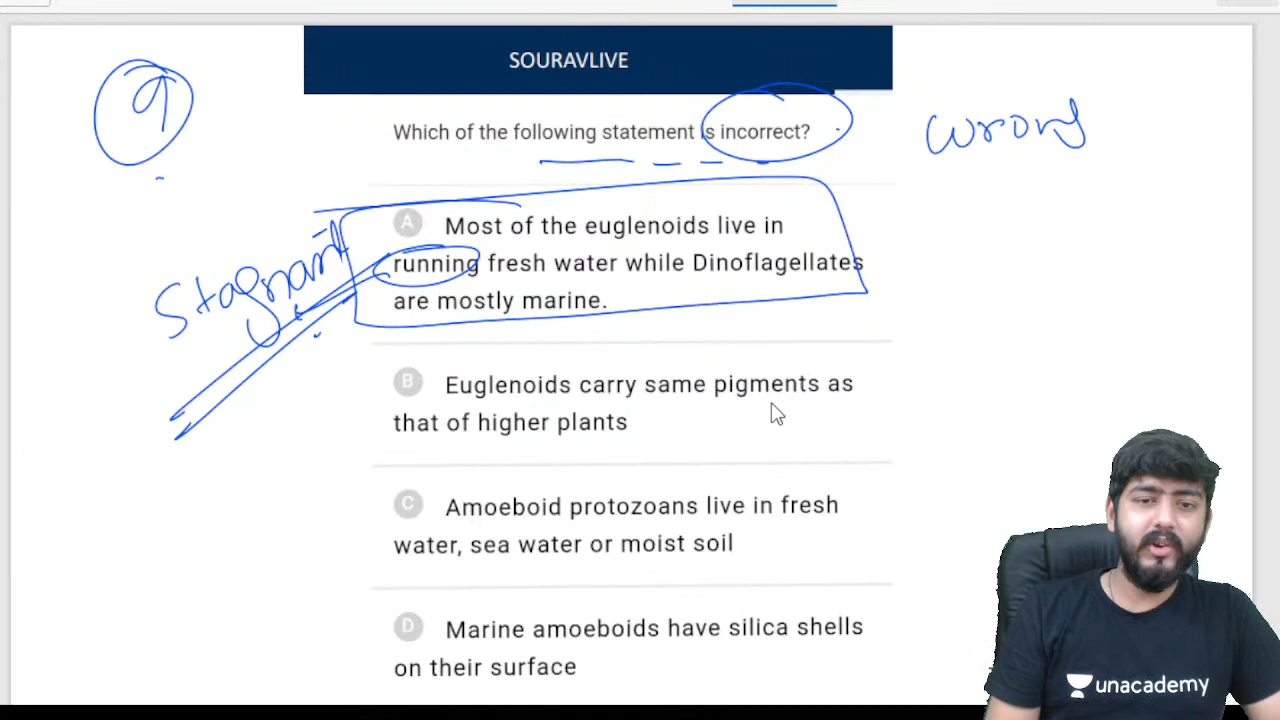 SOURAVLIVE
9
Which of the following statement is incorrect?
wrong
A Most of the euglenoids live in
running fresh water while Dinoflagellates
are mostly marine.
Stagnant
B Euglenoids carry same pigments as
that of higher plants
C Amoeboid protozoans live in fresh
water, sea water or moist soil
D Marine amoeboids have silica shells
on their surface
unacademy